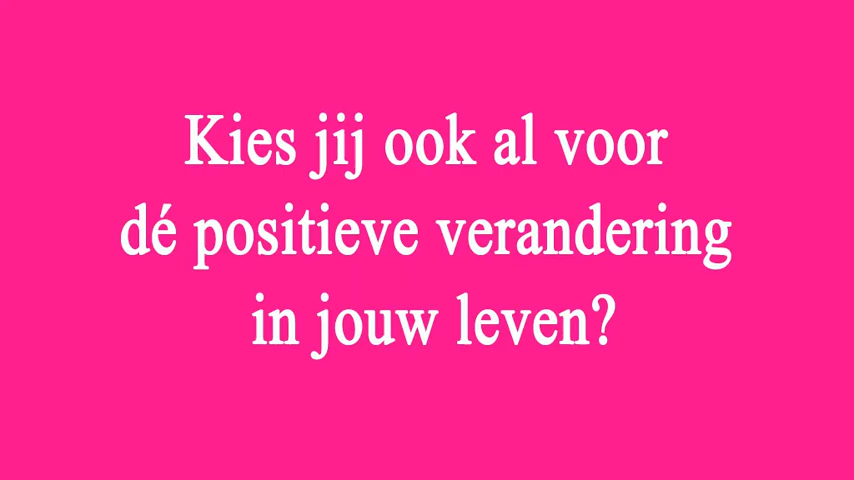 Kies jij ook al voor
dé positieve verandering
in jouw leven?